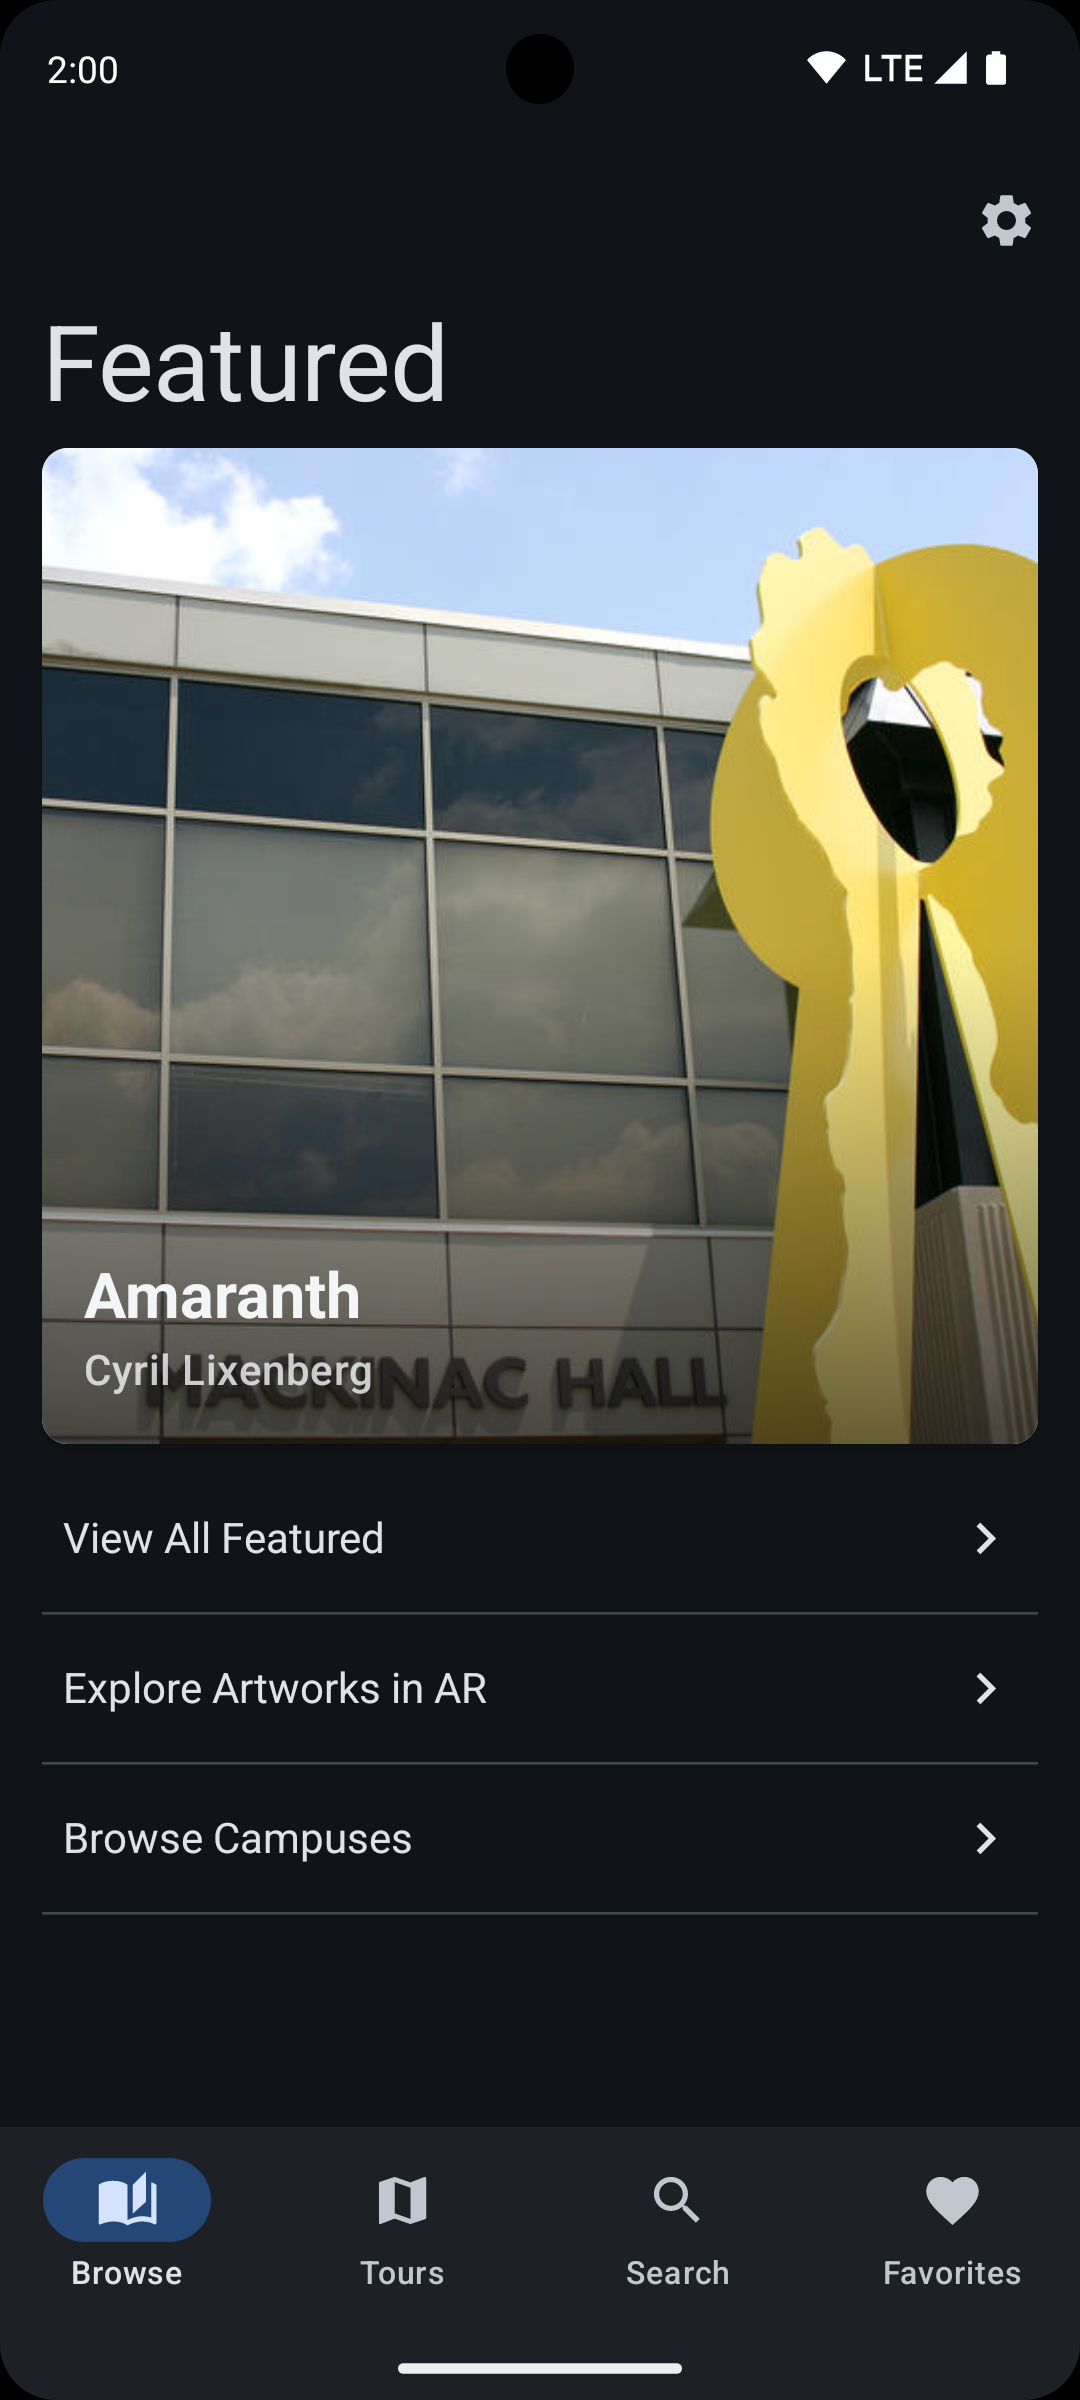 2:00
LTE
Featured
Amaranth
Cyril Lixenberg
MACKINAC HALL
View All Featured
Explore Artworks in AR
Browse Campuses
Browse
Tours
Search
Favorites